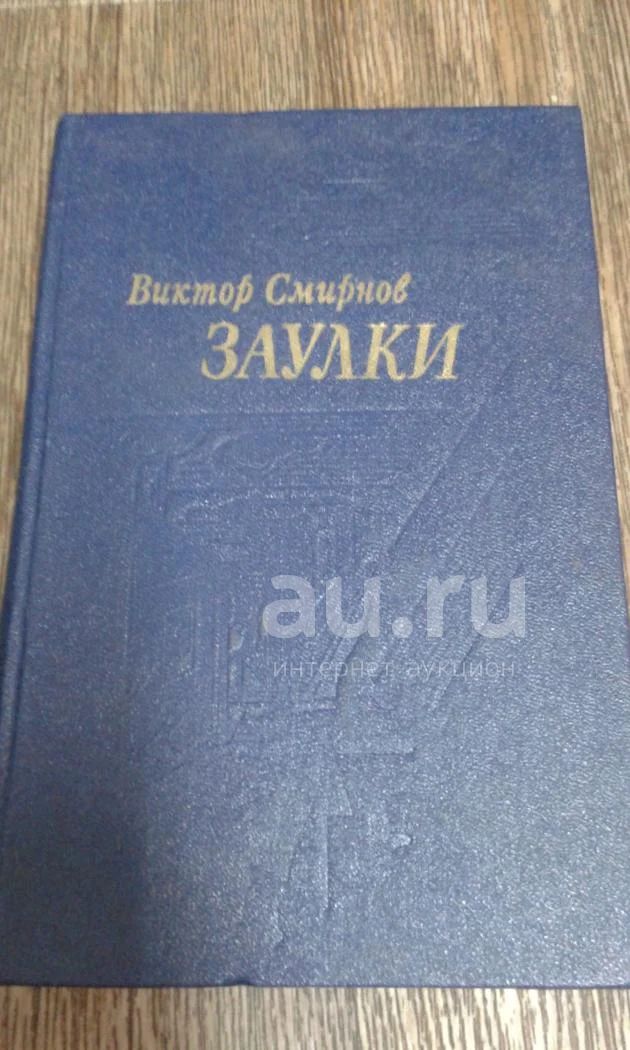 Виктор Смирнов
ЗАУЛКИ
au.ru
интернет аукцион